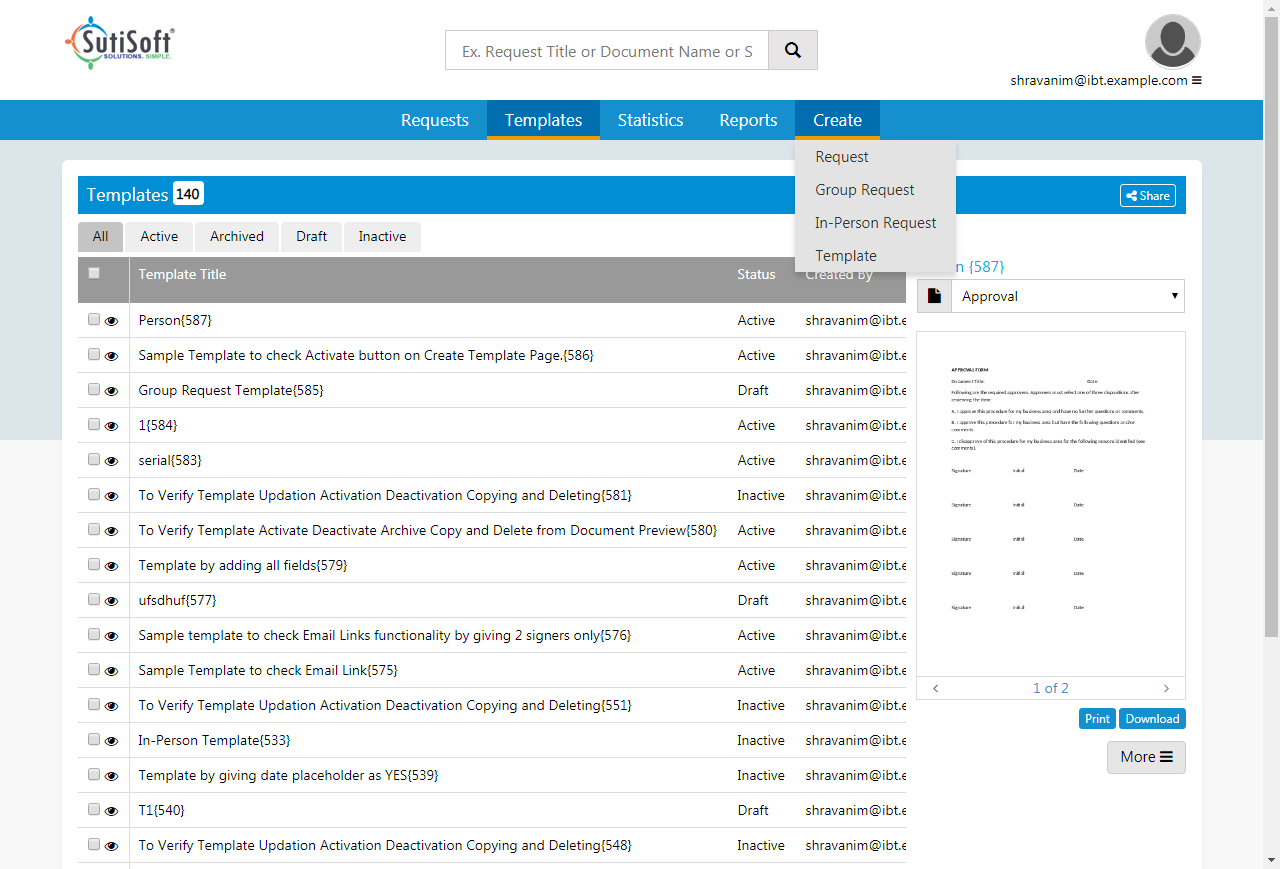 SutiSoft®
SOLUTIONS. SIMPLE.
Ex. Request Title or Document Name or S
shravanim@ibt.example.com
Requests Templates Statistics Reports Create
Request
Group Request
In-Person Request
Template
Templates 140
Share
All Active Archived Draft Inactive
Template Title Status Created By
Person{587} Active shravanim@ibt.e
Sample Template to check Activate button on Create Template Page.{586} Active shravanim@ibt.e
Group Request Template{585} Draft shravanim@ibt.e
1{584} Active shravanim@ibt.e
serial{583} Active shravanim@ibt.e
To Verify Template Updation Activation Deactivation Copying and Deleting{581} Inactive shravanim@ibt.e
To Verify Template Activate Deactivate Archive Copy and Delete from Document Preview{580} Active shravanim@ibt.e
Template by adding all fields{579} Active shravanim@ibt.e
ufsdhuf{577} Draft shravanim@ibt.e
Sample template to check Email Links functionality by giving 2 signers only{576} Active shravanim@ibt.e
Sample Template to check Email Link{575} Active shravanim@ibt.e
To Verify Template Updation Activation Deactivation Copying and Deleting{551} Inactive shravanim@ibt.e
In-Person Template{533} Inactive shravanim@ibt.e
Template by giving date placeholder as YES{539} Inactive shravanim@ibt.e
T1{540} Draft shravanim@ibt.e
To Verify Template Updation Activation Deactivation Copying and Deleting{548} Inactive shravanim@ibt.e
n {587}
Approval
APPROVAL FORM
Document Title: Date:
Following are the required approvers. Approvers must select one of three dispositions after
reviewing the item:
A. I approve this procedure for my business area and have no further questions or comments.
B. I approve this procedure for my business area but have the following questions and/or
comments.
C. I disapprove of this procedure for my business area for the following reasons identified (see
comments).
Signature Initial Date
Signature Initial Date
Signature Initial Date
Signature Initial Date
Signature Initial Date
< 1 of 2 >
Print Download
More